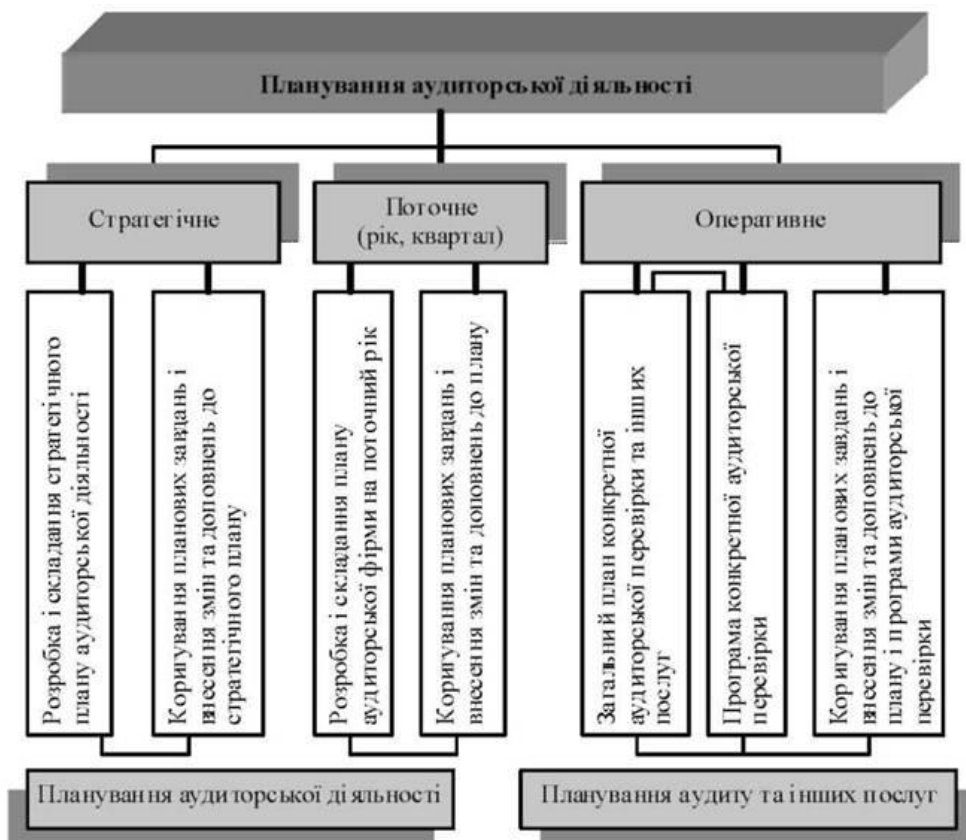 Планування аудиторської діяльності
Стратегічне
Поточне
(рік, квартал)
Оперативне
Розробка і складання стратегічного
плану аудиторської діяльності
Коригування планових завдань і
внесення змін та доповнень до
стратегічного плану
Розробка і складання плану
аудиторської фірми на поточний рік
Коригування планових завдань і
внесення змін та доповнень до плану
Загальний план конкретної
аудиторської перевірки та інших
послуг
Програма конкретної аудиторської
перевірки
Коригування планових завдань і
внесення змін та доповнень до
плану і програми аудиторської
перевірки
Планування аудиторської діяльності
Планування аудиту та інших послуг